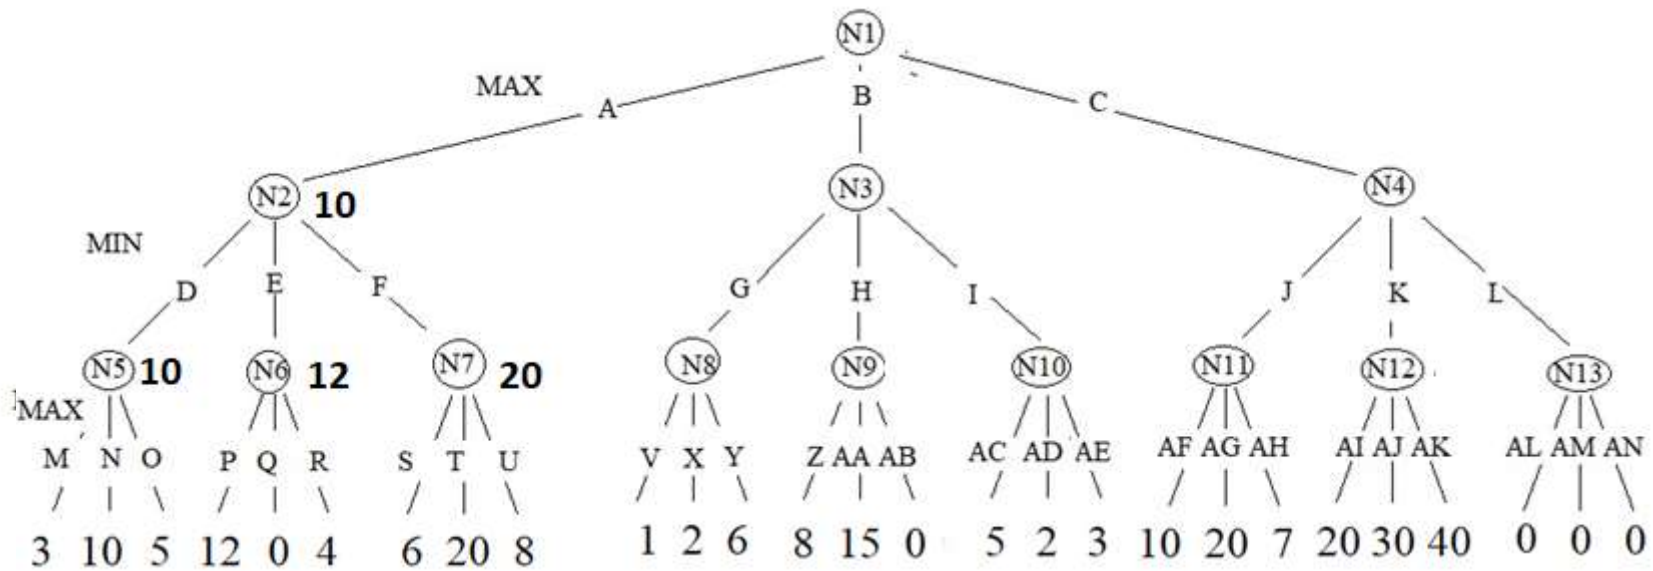 N1
MAX A B C
N2 10 N3 N4
MIN
D E F G H I J K L
N5 10 N6 12 N7 20 N8 N9 N10 N11 N12 N13
MAX
M N O P Q R S T U V X Y Z AA AB AC AD AE AF AG AH AI AJ AK AL AM AN
3 10 5 12 0 4 6 20 8 1 2 6 8 15 0 5 2 3 10 20 7 20 30 40 0 0 0